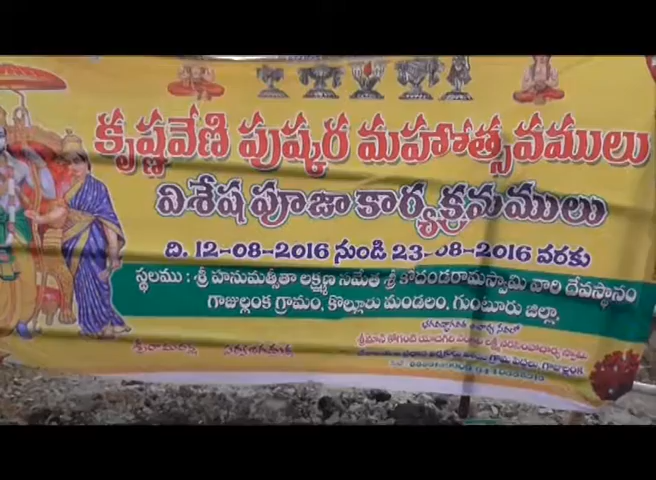 కృష్ణవేణి పుష్కర మహోత్సవములు
విశేష పూజా కార్యక్రమములు
ది. 12-08-2016 నుండి 23-08-2016 వరకు
స్థలము : శ్రీ హనుమత్సీతా లక్ష్మణ సమేత శ్రీ కోదండరామస్వామి వారి దేవస్థానం
గాజుల్లంక గ్రామం, కొల్లూరు మండలం, గుంటూరు జిల్లా.